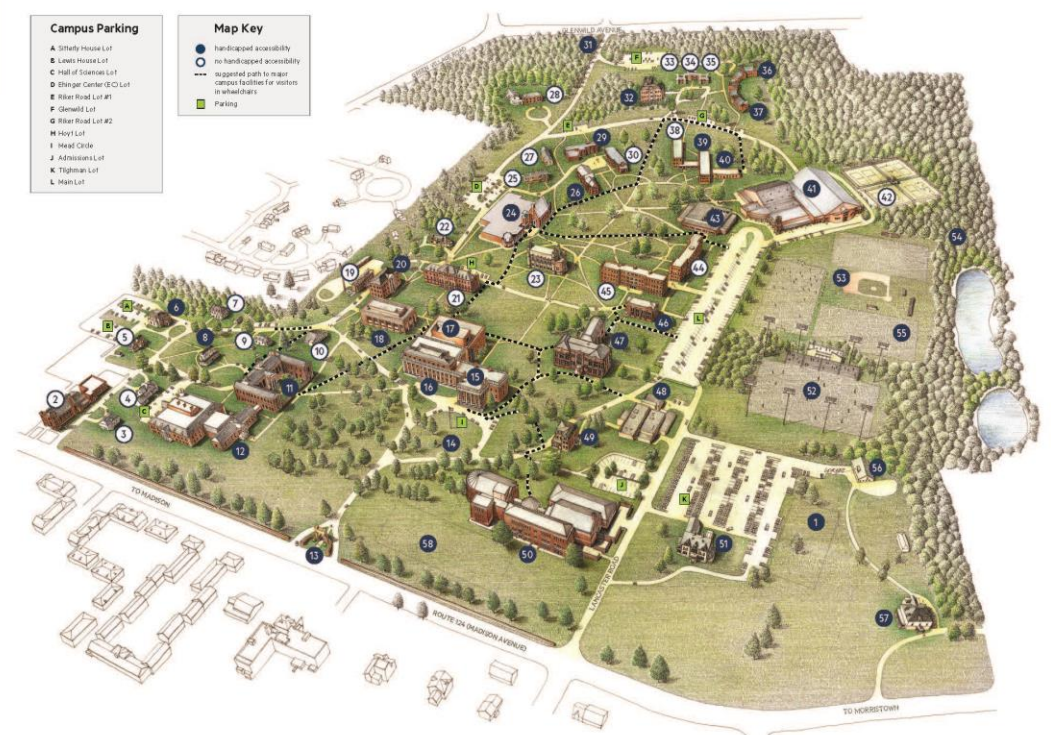 Campus Parking
A Sitterly House Lot
B Lewis House Lot
C Hall of Sciences Lot
D Ehinger Center (EC) Lot
E Riker Road Lot #1
F Glenwild Lot
G Riker Road Lot #2
H Hoyt Lot
I Mead Circle
J Admissions Lot
K Tilghman Lot
L Main Lot
Map Key
handicapped accessibility
no handicapped accessibility
suggested path to major
campus facilities for visitors
in wheelchairs
Parking
GLENWILD AVENUE
31
F
33
34
35
36
32
28
37
G
E
38
29
39
27
30
40
25
D
26
41
42
24
43
22
54
23
44
20
H
19
53
21
45
A
6
7
17
46
L
55
B
5
8
9
18
47
10
15
52
11
16
2
4
48
C
I
3
14
49
12
56
J
K
1
TO MADISON
58
51
13
50
LANCASTER ROAD
57
ROUTE 124 (MADISON AVENUE)
TO MORRISTOWN